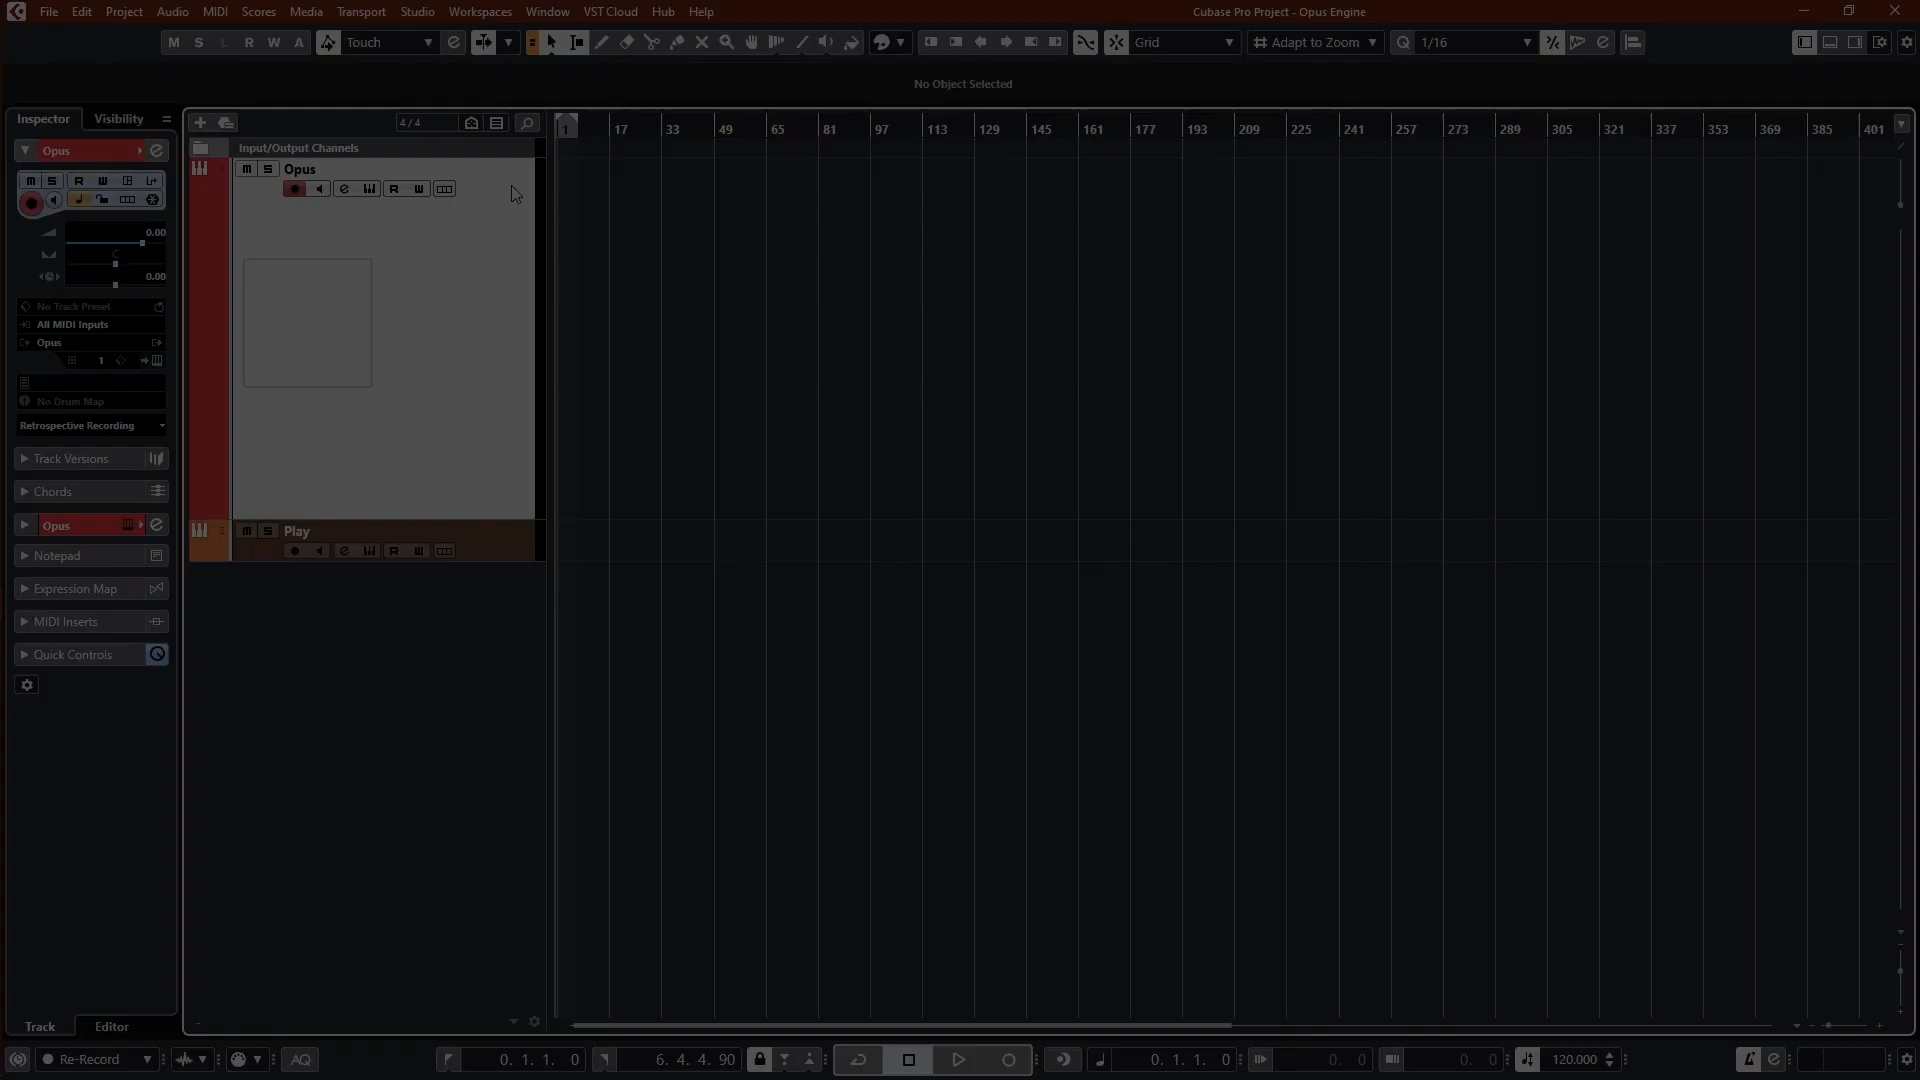 File Edit Project Audio MIDI Scores Media Transport Studio Workspaces Window VST Cloud Hub Help
Cubase Pro Project - Opus Engine
M S L R W A Touch Grid Adapt to Zoom Q 1/16
No Object Selected
Inspector Visibility
4/4
1 17 33 49 65 81 97 113 129 145 161 177 193 209 225 241 257 273 289 305 321 337 353 369 385 401
Input/Output Channels
Opus
m S Opus
R W
m S R W
0.00
C
0.00
No Track Preset
All MIDI Inputs
Opus
1
No Drum Map
Retrospective Recording
Track Versions
Chords
Opus
Notepad
Expression Map
MIDI Inserts
Quick Controls
2 m S Play
R W
Track Editor
Re-Record AQ 0. 1. 1. 0 6. 4. 4. 90 0. 1. 1. 0 0. 0 0. 0 120.000